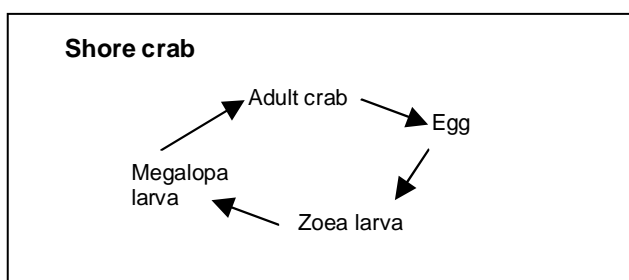 Shore crab
Adult crab
Egg
Megalopa
larva
Zoea larva